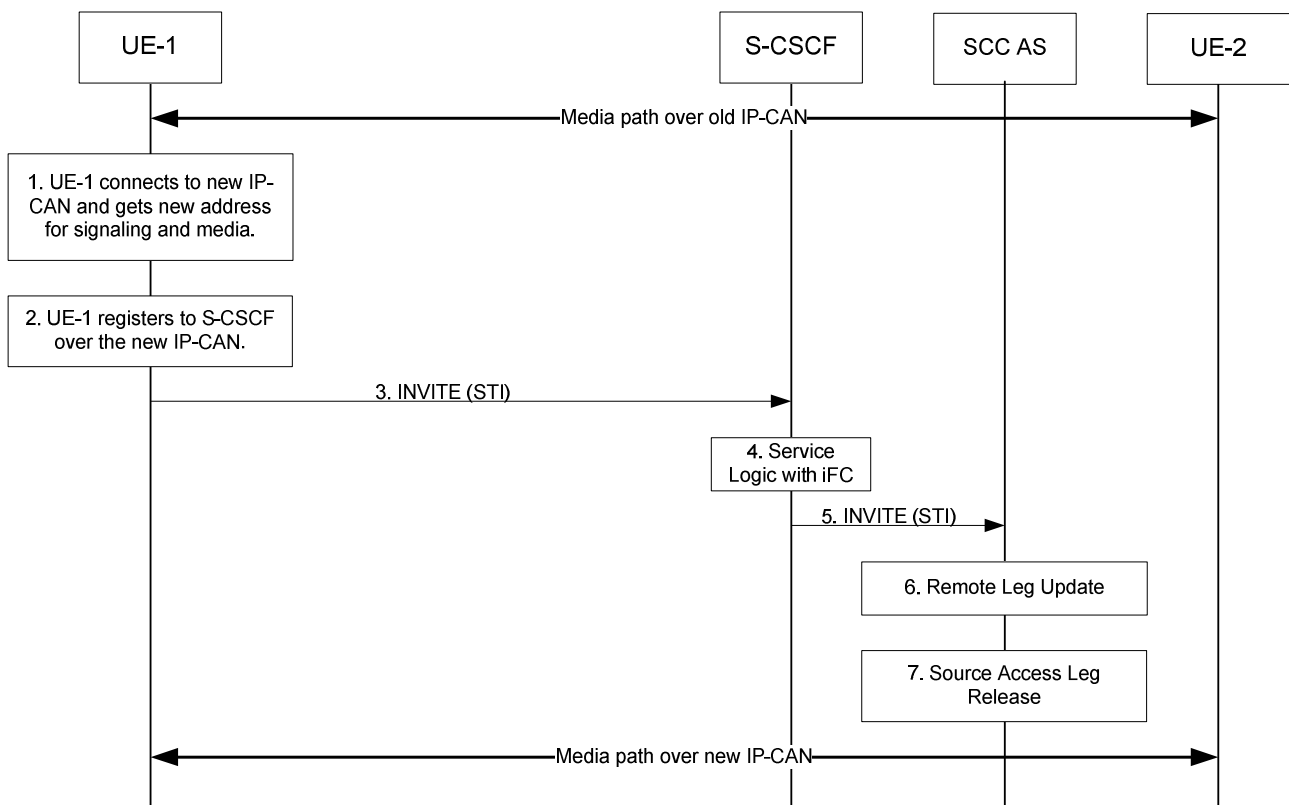 UE-1
S-CSCF
SCC AS
UE-2
Media path over old IP-CAN
1. UE-1 connects to new IP-
CAN and gets new address
for signaling and media.
2. UE-1 registers to S-CSCF
over the new IP-CAN.
3. INVITE (STI)
4. Service
Logic with iFC
5. INVITE (STI)
6. Remote Leg Update
7. Source Access Leg
Release
Media path over new IP-CAN